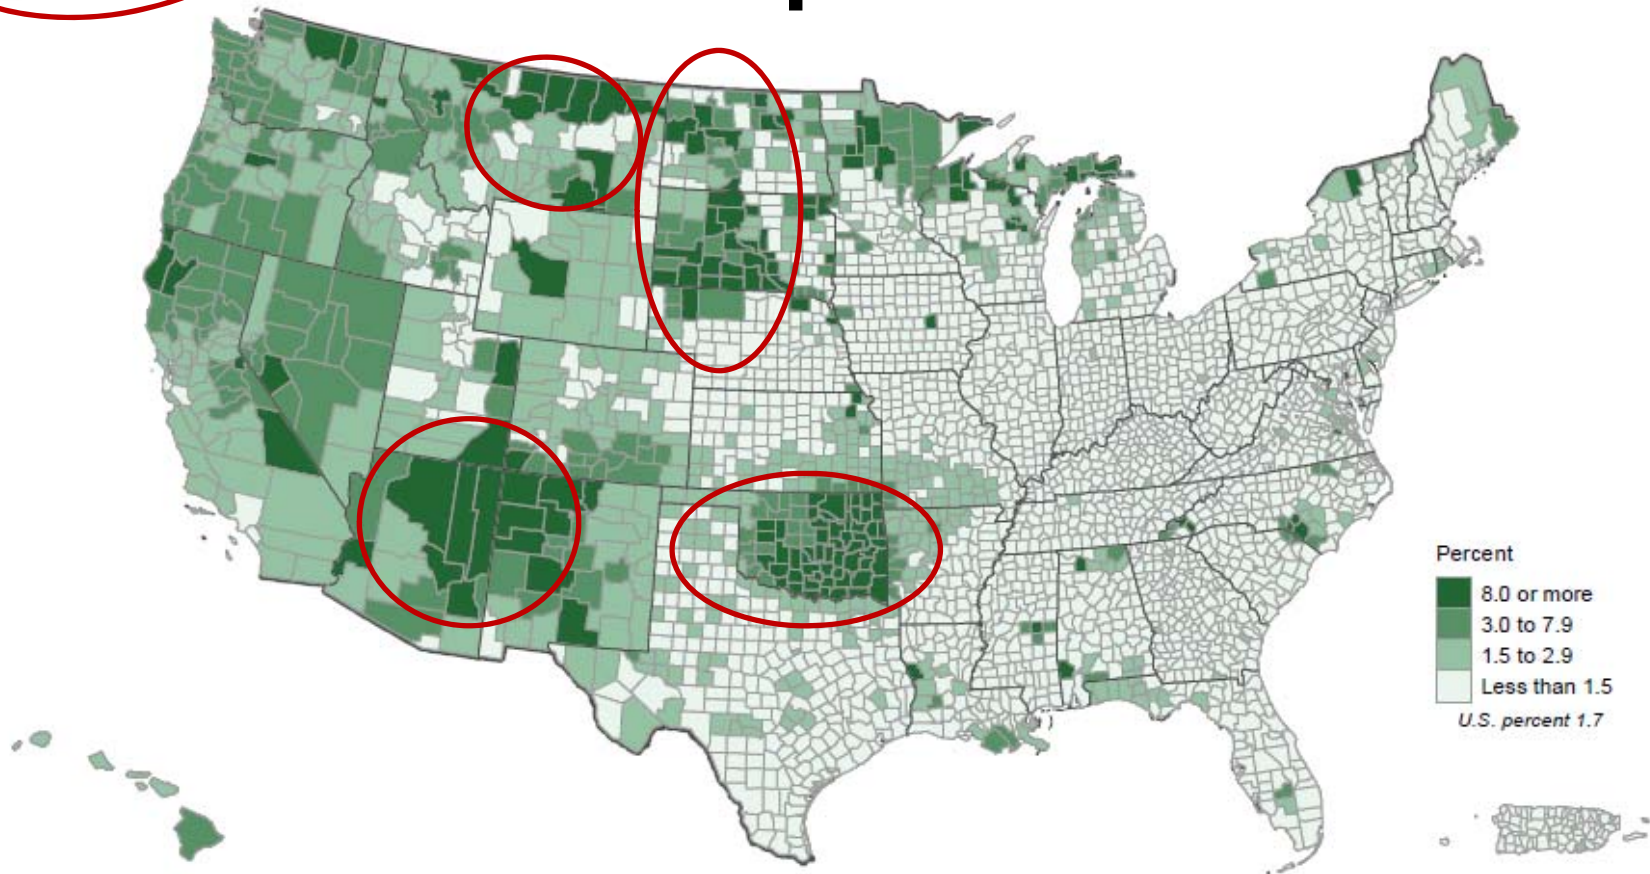 Percent
8.0 or more
3.0 to 7.9
1.5 to 2.9
Less than 1.5
U.S. percent 1.7